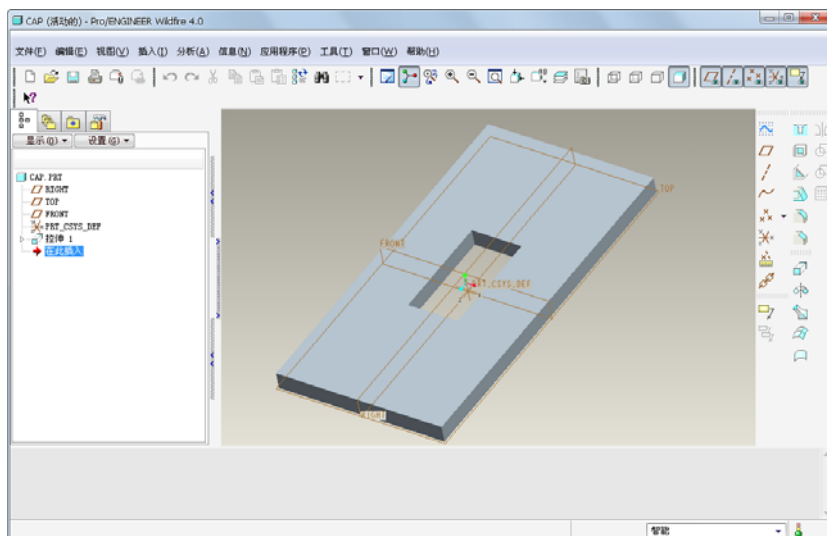 CAP (活动的) - Pro/ENGINEER Wildfire 4.0
文件(F) 编辑(E) 视图(V) 插入(I) 分析(A) 信息(N) 应用程序(P) 工具(T) 窗口(W) 帮助(H)
显示(O) 设置(G)
CAP.PRT
RIGHT
TOP
FRONT
PRT_CSYS_DEF
拉伸 1
在此插入
TOP
FRONT
PRT_CSYS_DEF
RIGHT
智能